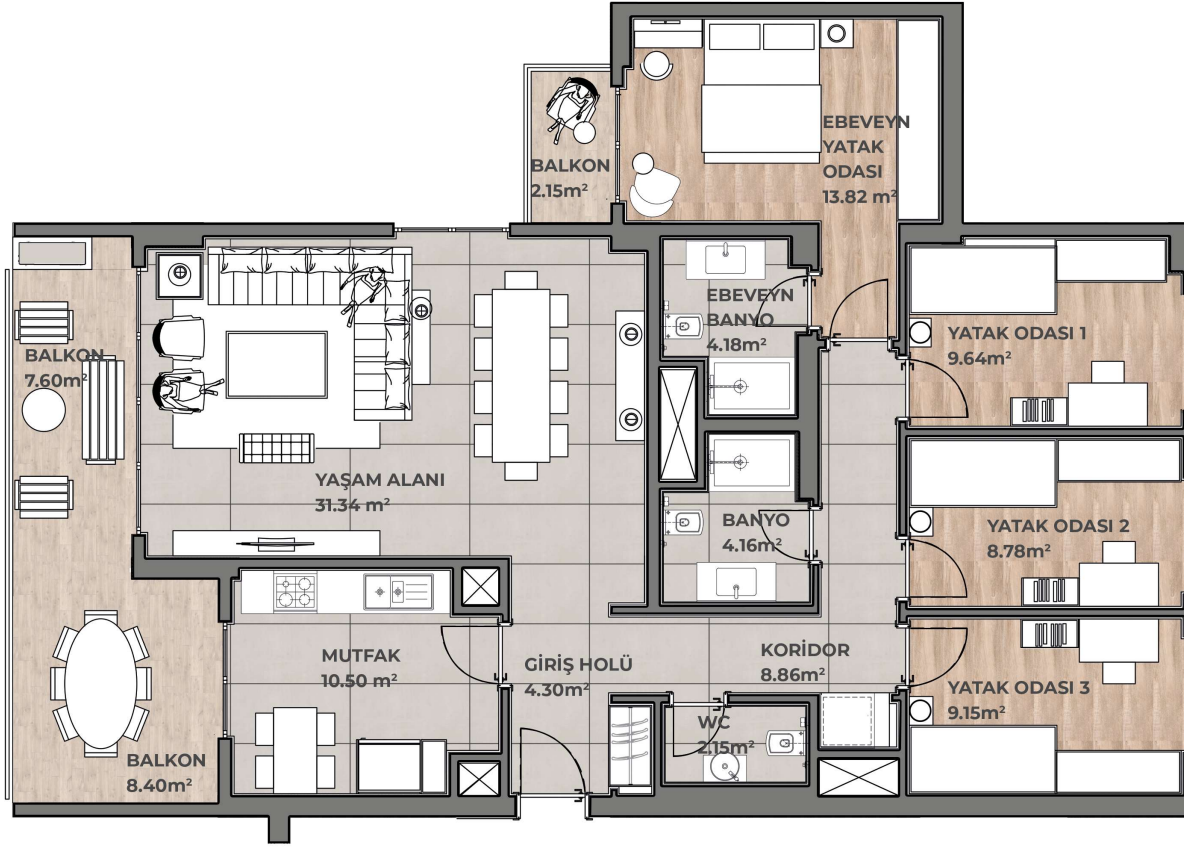 EBEVEYN
YATAK
ODASI
13.82 m²
BALKON
2.15m²
EBEVEYN
BANYO
4.18m²
YATAK ODASI 1
9.64m²
BALKON
7.60m²
YAŞAM ALANI
31.34 m²
BANYO
4.16m²
YATAK ODASI 2
8.78m²
MUTFAK
10.50 m²
GİRİŞ HOLÜ
4.30m²
KORİDOR
8.86m²
YATAK ODASI 3
9.15m²
WC
2.15m²
BALKON
8.40m²